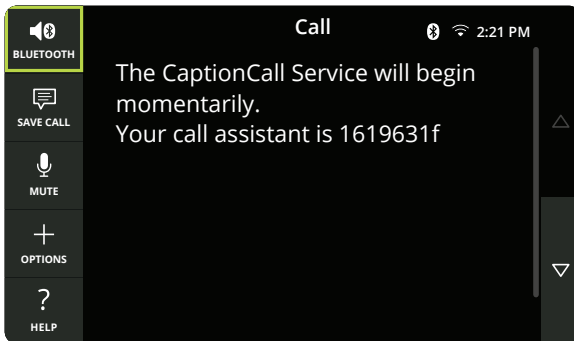 Call
2:21 PM
BLUETOOTH
The CaptionCall Service will begin
momentarily.
Your call assistant is 1619631f
SAVE CALL
MUTE
OPTIONS
?
HELP